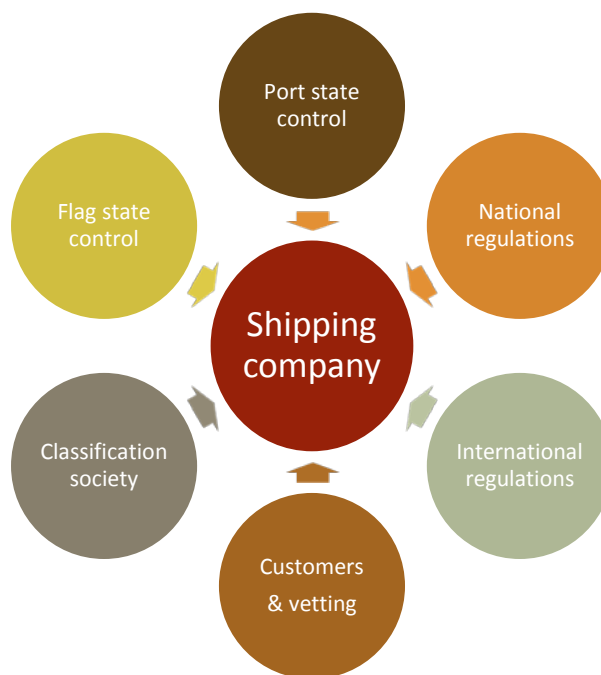 Port state
control
Flag state
control
National
regulations
Shipping
company
Classification
society
International
regulations
Customers
& vetting